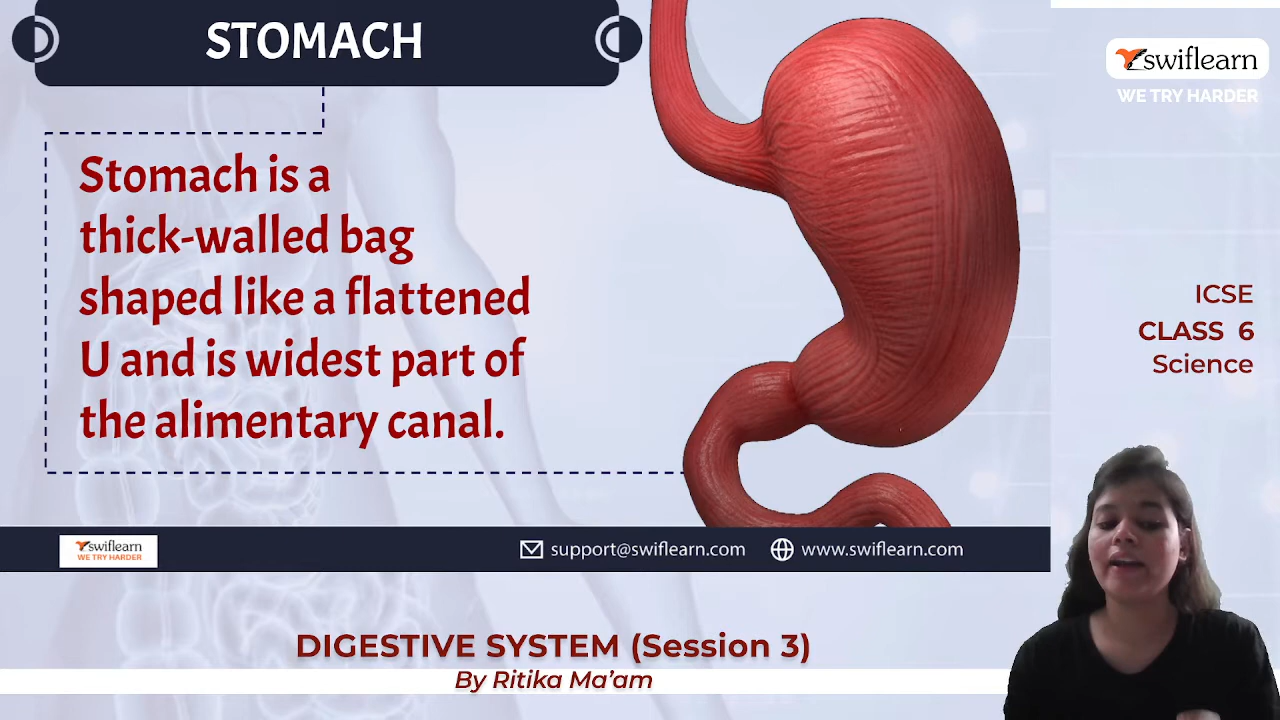 STOMACH
swiflearn
WE TRY HARDER
Stomach is a
thick-walled bag
shaped like a flattened
U and is widest part of
the alimentary canal.
ICSE
CLASS 6
Science
swiflearn
WE TRY HARDER
support@swiflearn.com
www.swiflearn.com
DIGESTIVE SYSTEM (Session 3)
By Ritika Ma'am